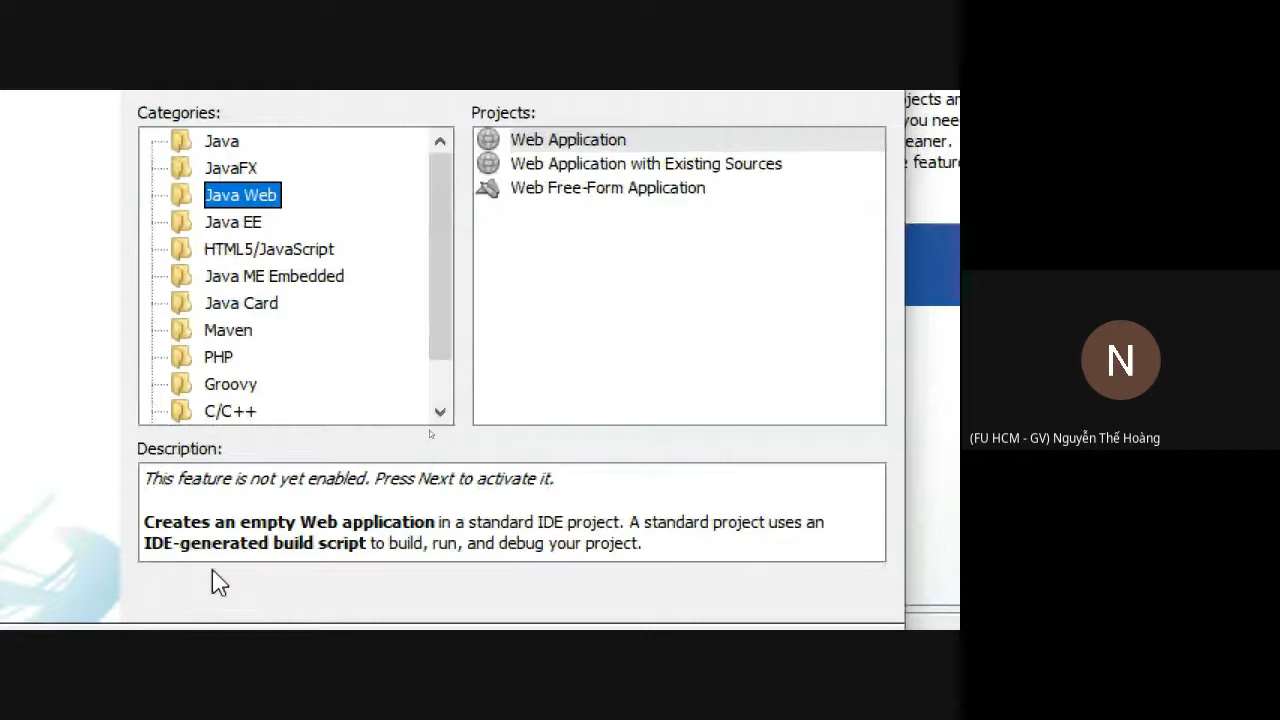 Categories:
Java
JavaFX
Java Web
Java EE
HTML5/JavaScript
Java ME Embedded
Java Card
Maven
PHP
Groovy
C/C++
Projects:
Web Application
Web Application with Existing Sources
Web Free-Form Application
Description:
This feature is not yet enabled. Press Next to activate it.
Creates an empty Web application in a standard IDE project. A standard project uses an
IDE-generated build script to build, run, and debug your project.
you nee
N
(FU HCM - GV) Nguyễn Thế Hoàng